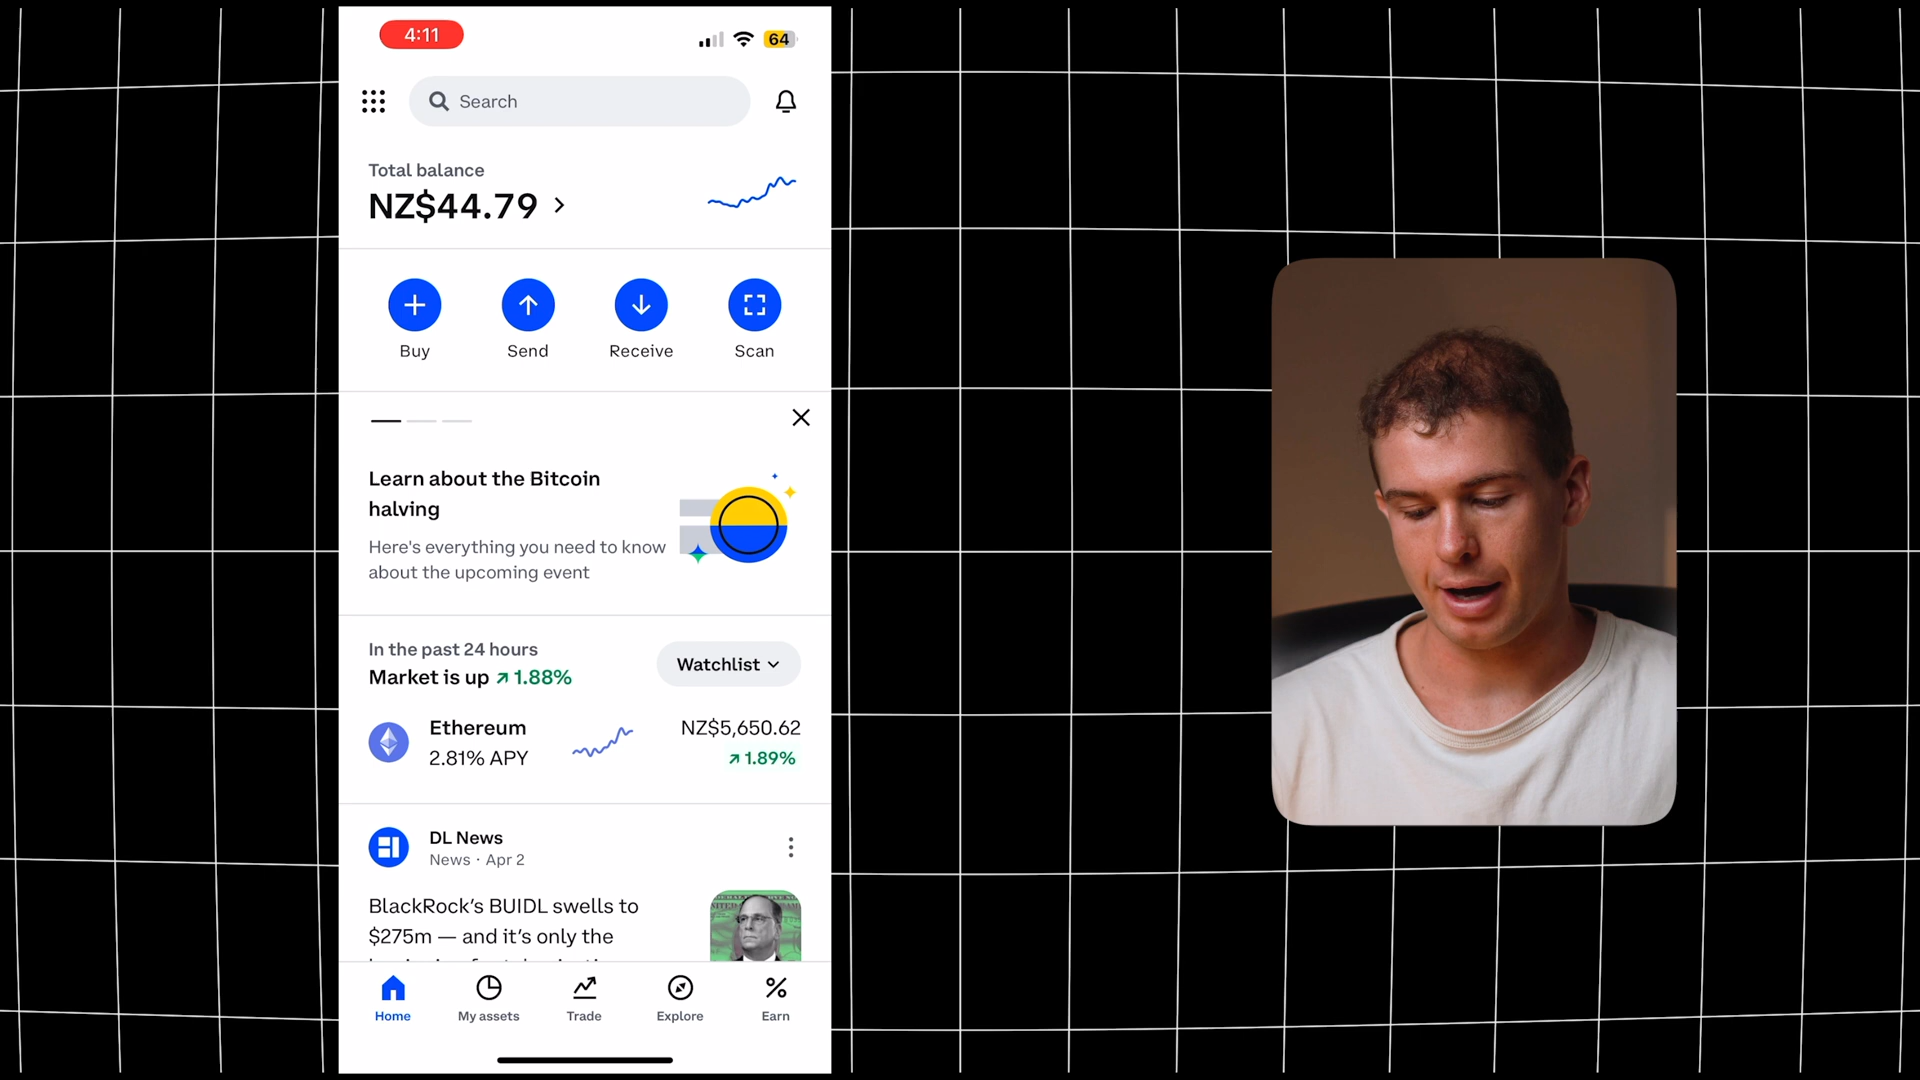 4:11
64
Search
Total balance
NZ$44.79
Buy
Send
Receive
Scan
Learn about the Bitcoin
halving
Here's everything you need to know
about the upcoming event
In the past 24 hours
Market is up ↗ 1.88%
Watchlist
Ethereum
NZ$5,650.62
2.81% APY
↗ 1.89%
DL News
News · Apr 2
BlackRock's BUIDL swells to
$275m — and it's only the
Home
My assets
Trade
Explore
Earn